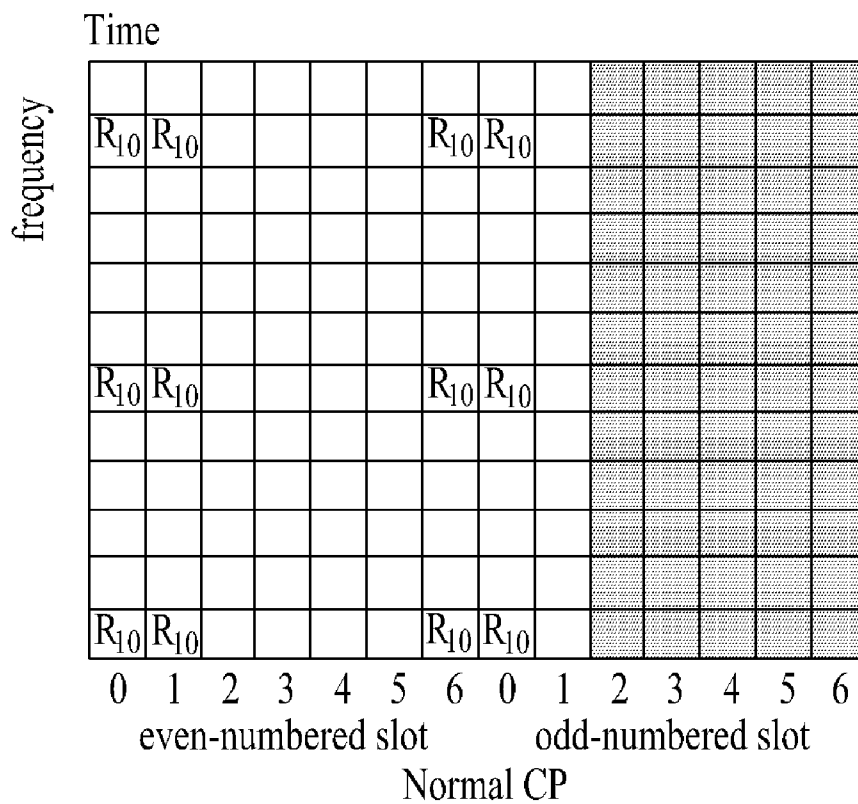 Time
frequency
R10 R10 R10 R10
R10 R10 R10 R10
R10 R10 R10 R10
0 1 2 3 4 5 6 0 1 2 3 4 5 6
even-numbered slot odd-numbered slot
Normal CP